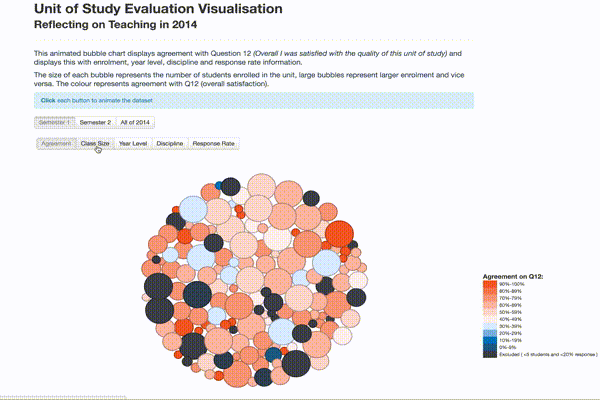 Unit of Study Evaluation Visualisation
Reflecting on Teaching in 2014
This animated bubble chart displays agreement with Question 12 (Overall I was satisfied with the quality of this unit of study) and
displays this with enrolment, year level, discipline and response rate information.
The size of each bubble represents the number of students enrolled in the unit, large bubbles represent larger enrolment and vice
versa. The colour represents agreement with Q12 (overall satisfaction).
Click each button to animate the dataset
Semester 1 Semester 2 All of 2014
Agreement Class Size Year Level Discipline Response Rate
Agreement on Q12:
90%-100%
80%-89%
70%-79%
60%-69%
50%-59%
40%-49%
30%-39%
20%-29%
10%-19%
0%-9%
Excluded ( <5 students and <20% response )